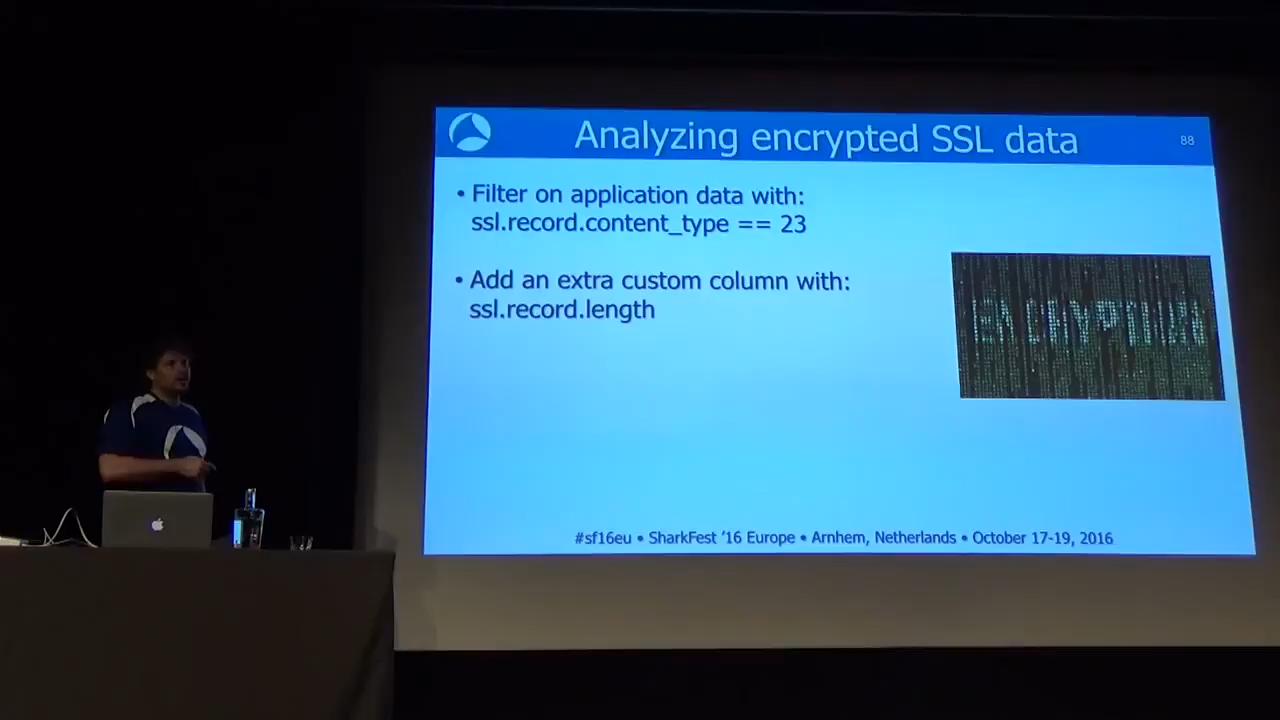 Analyzing encrypted SSL data
88
• Filter on application data with:
ssl.record.content_type == 23
• Add an extra custom column with:
ssl.record.length
ENCRYPTION
#sf16eu • SharkFest '16 Europe • Arnhem, Netherlands • October 17-19, 2016